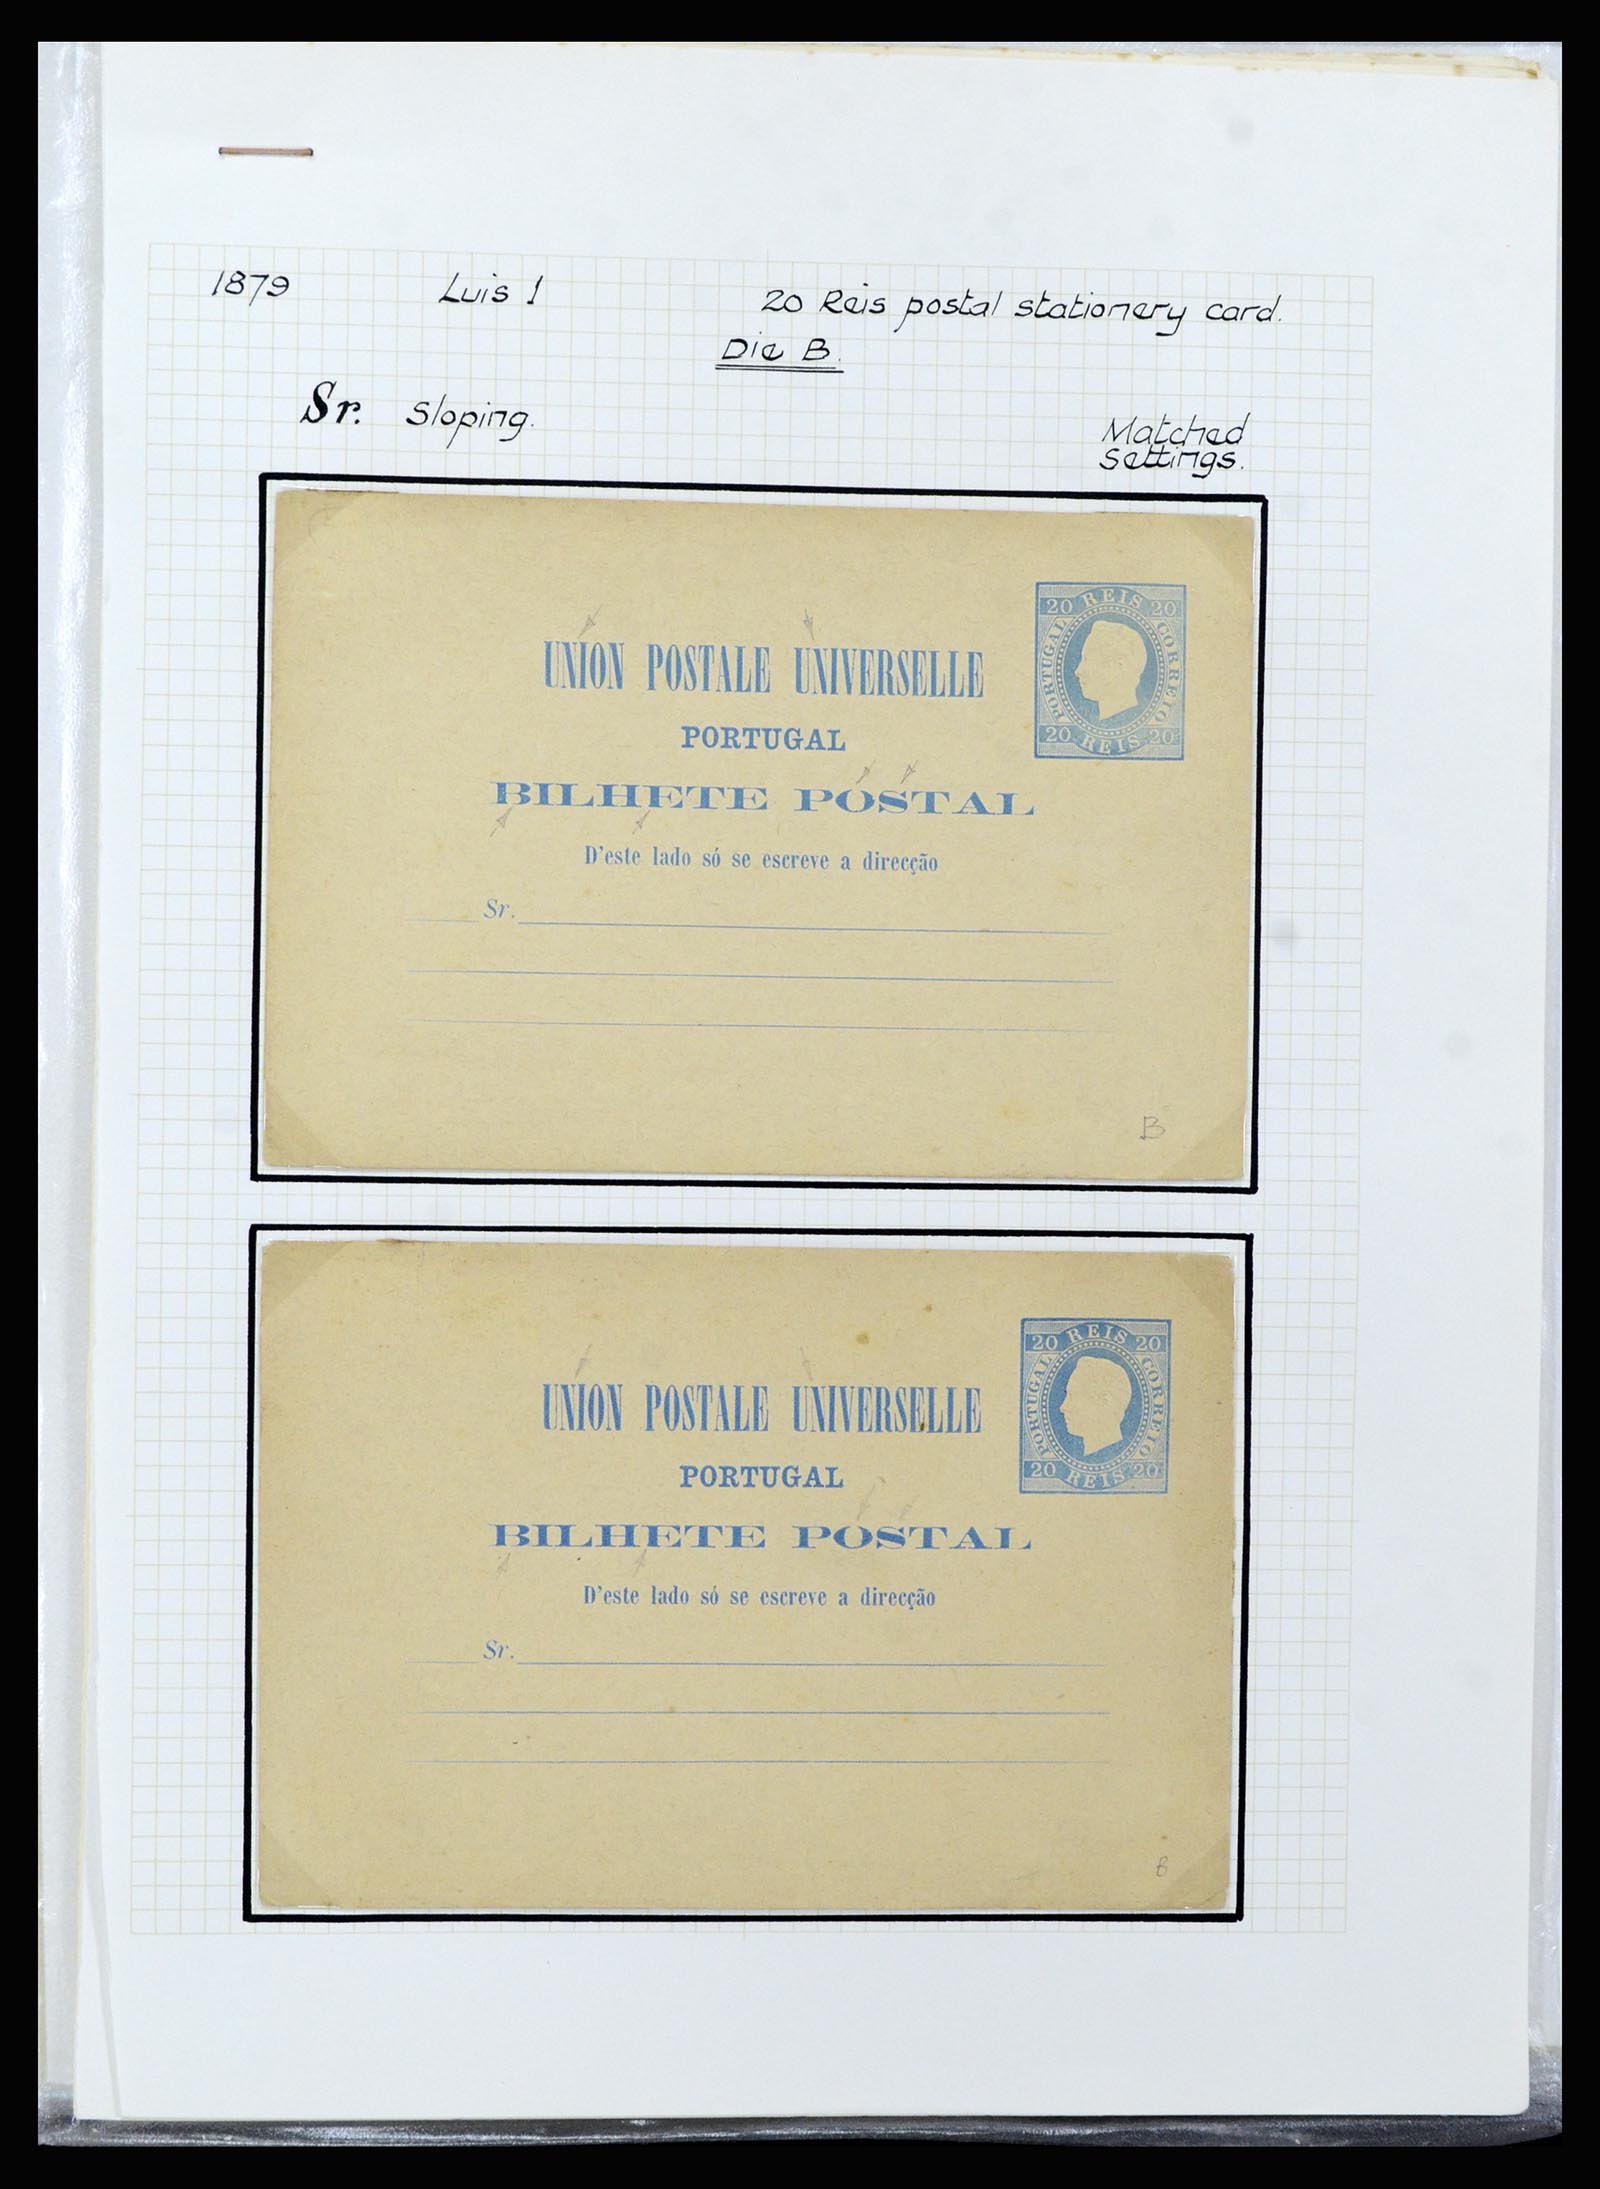 1879 Luis I 20 Reis postal stationery card.
Die B.
Sr. Sloping.
Matched
Settings.
20 REIS 20
PORTUGAL
CORREIO
20 REIS 20
UNION POSTALE UNIVERSELLE
PORTUGAL
BILHETE POSTAL
D'este lado só se escreve a direcção
Sr.
B
20 REIS 20
PORTUGAL
CORREIO
20 REIS 20
UNION POSTALE UNIVERSELLE
PORTUGAL
BILHETE POSTAL
D'este lado só se escreve a direcção
Sr.
B